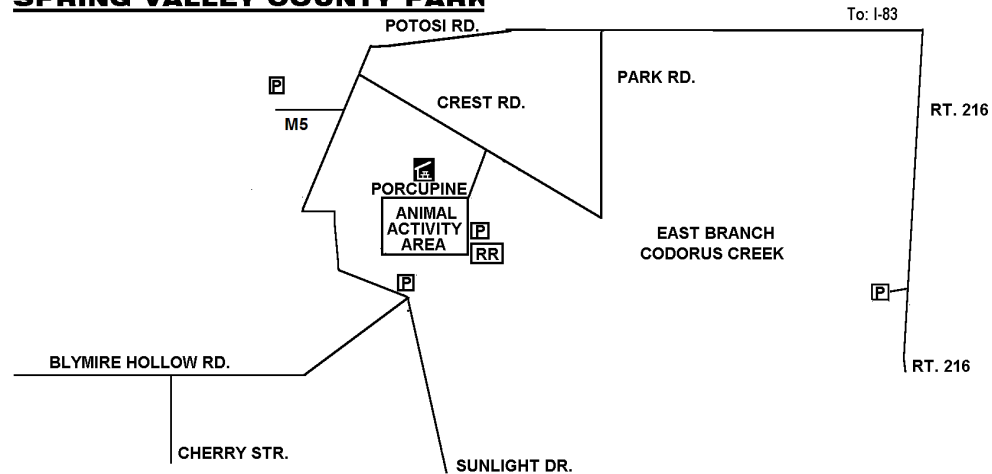 SPRING VALLEY COUNTY PARK
To: I-83
POTOSI RD.
PARK RD.
P
CREST RD.
RT. 216
M5
PORCUPINE
ANIMAL
ACTIVITY
AREA
P
RR
EAST BRANCH
CODORUS CREEK
P
P
BLYMIRE HOLLOW RD.
RT. 216
CHERRY STR.
SUNLIGHT DR.